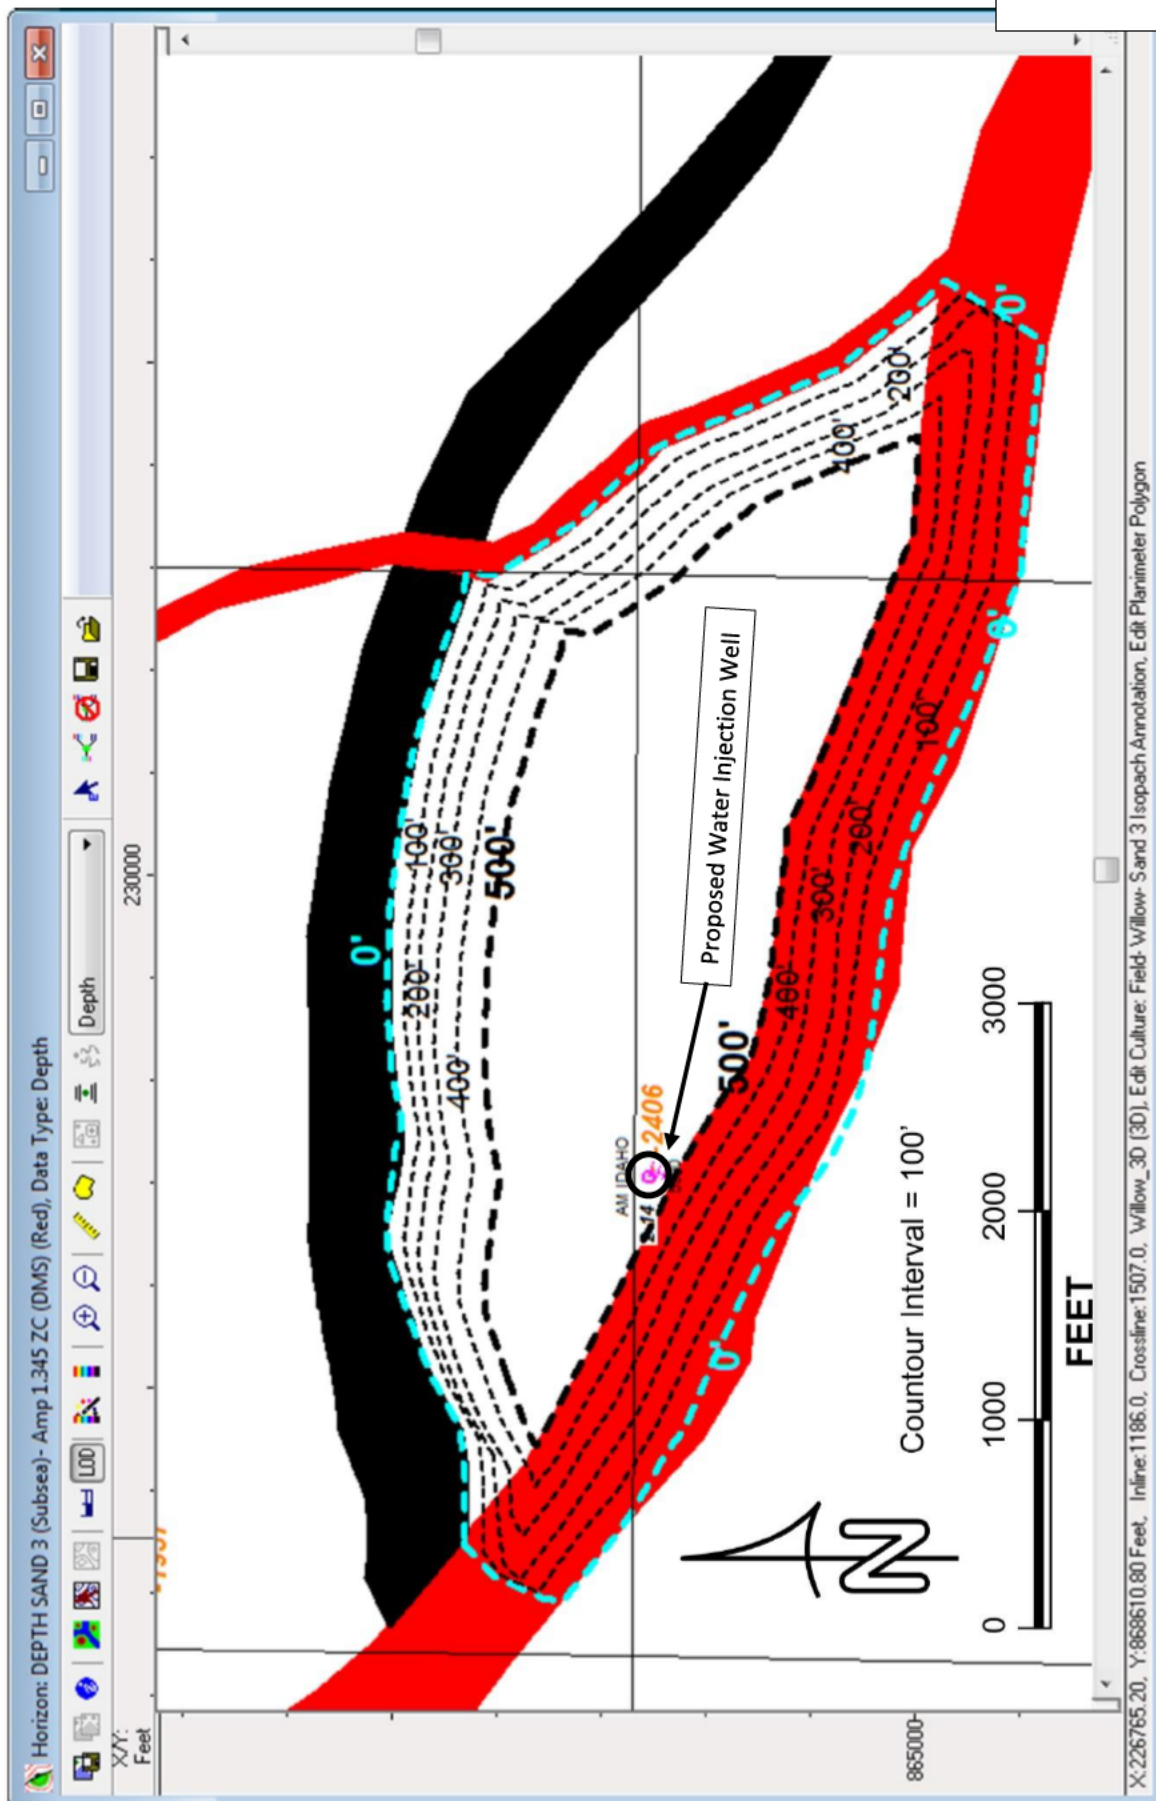 Horizon: DEPTH SAND 3 (Subsea)- Amp 1.345 ZC (DMS) (Red), Data Type: Depth
LOD
Depth
X/Y:
Feet
230000
865000
0'
100'
200'
300'
400'
500'
200'
400'
0'
AM IDAHO
-2406
2-14
Proposed Water Injection Well
500'
400'
300'
200'
100'
0'
0'
N
Countour Interval = 100'
0
1000
2000
3000
FEET
X:226765.20, Y:868610.80 Feet, Inline:1186.0, Crossline:1507.0, Willow_3D (3D), Edit Culture: Field- Willow- Sand 3 Isopach Annotation, Edit Planimeter Polygon